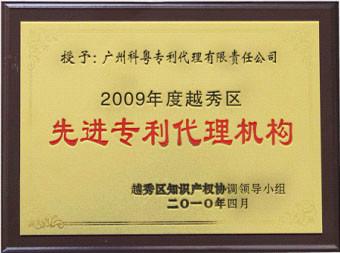 授予:广州科粤专利代理有限责任公司
2009年度越秀区
先进专利代理机构
越秀区知识产权协调领导小组
二〇一〇年四月